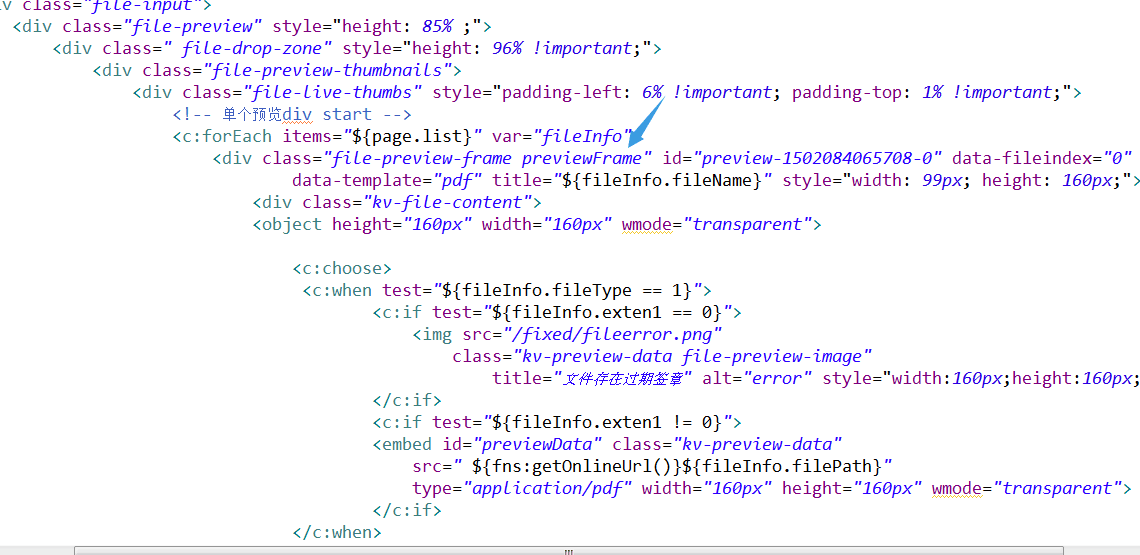 iv class="file-input">
<div class="file-preview" style="height: 85% ;">
<div class=" file-drop-zone" style="height: 96% !important;">
<div class="file-preview-thumbnails">
<div class="file-live-thumbs" style="padding-left: 6% !important; padding-top: 1% !important;">
<!-- 单个预览div start -->
<c:forEach items="${page.list}" var="fileInfo"
<div class="file-preview-frame previewFrame" id="preview-1502084065708-0" data-fileindex="0"
data-template="pdf" title="${fileInfo.fileName}" style="width: 99px; height: 160px;">
<div class="kv-file-content">
<object height="160px" width="160px" wmode="transparent">
<c:choose>
<c:when test="${fileInfo.fileType == 1}">
<c:if test="${fileInfo.exten1 == 0}">
<img src="/fixed/fileerror.png"
class="kv-preview-data file-preview-image"
title="文件存在过期签章" alt="error" style="width:160px;height:160px;
</c:if>
<c:if test="${fileInfo.exten1 != 0}">
<embed id="previewData" class="kv-preview-data"
src=" ${fns:getOnlineUrl()}${fileInfo.filePath}"
type="application/pdf" width="160px" height="160px" wmode="transparent">
</c:if>
</c:when>